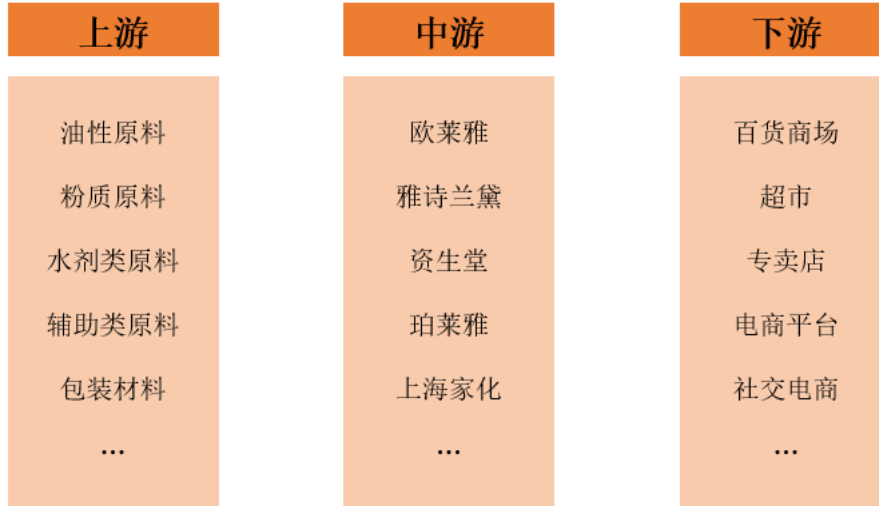 上游
油性原料
粉质原料
水剂类原料
辅助类原料
包装材料
...
中游
欧莱雅
雅诗兰黛
资生堂
珀莱雅
上海家化
...
下游
百货商场
超市
专卖店
电商平台
社交电商
...